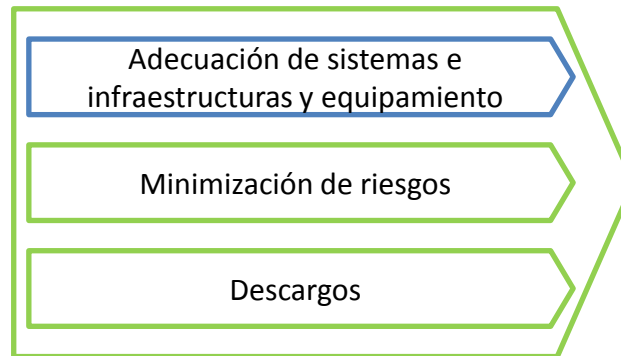 Adecuación de sistemas e
infraestructuras y equipamiento
Minimización de riesgos
Descargos